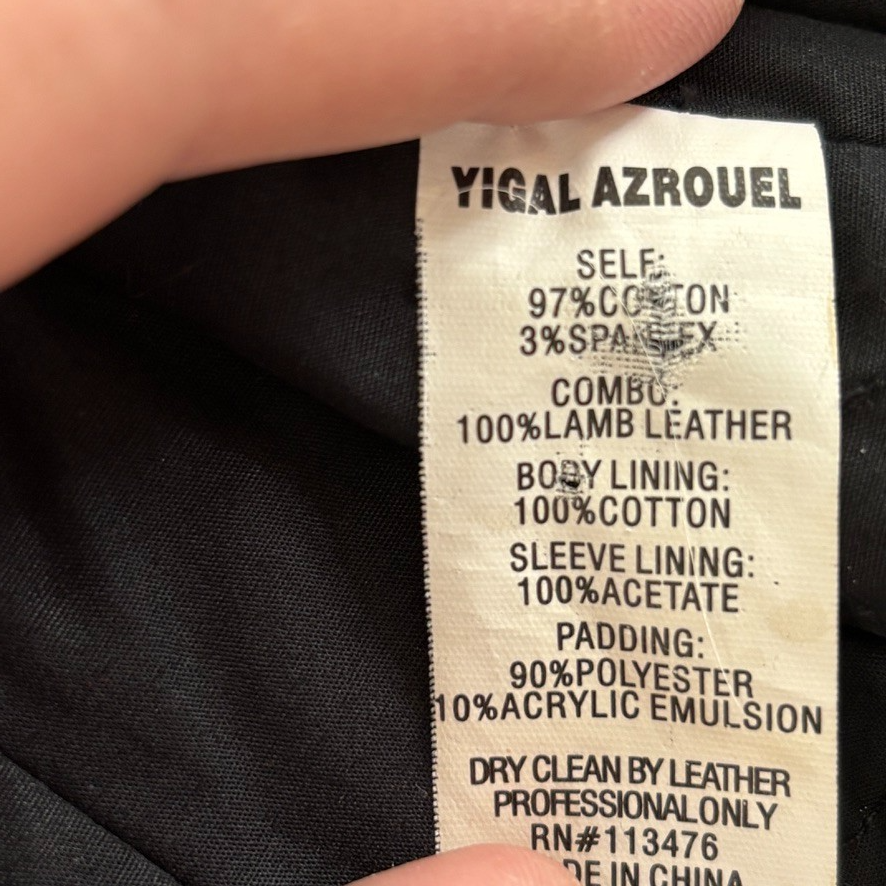 YIGAL AZROUEL
SELF:
97%COTTON
3%SPANDEX
COMBO:
100%LAMB LEATHER
BODY LINING:
100%COTTON
SLEEVE LINING:
100%ACETATE
PADDING:
90%POLYESTER
10%ACRYLIC EMULSION
DRY CLEAN BY LEATHER
PROFESSIONAL ONLY
RN#113476
DE IN CHINA